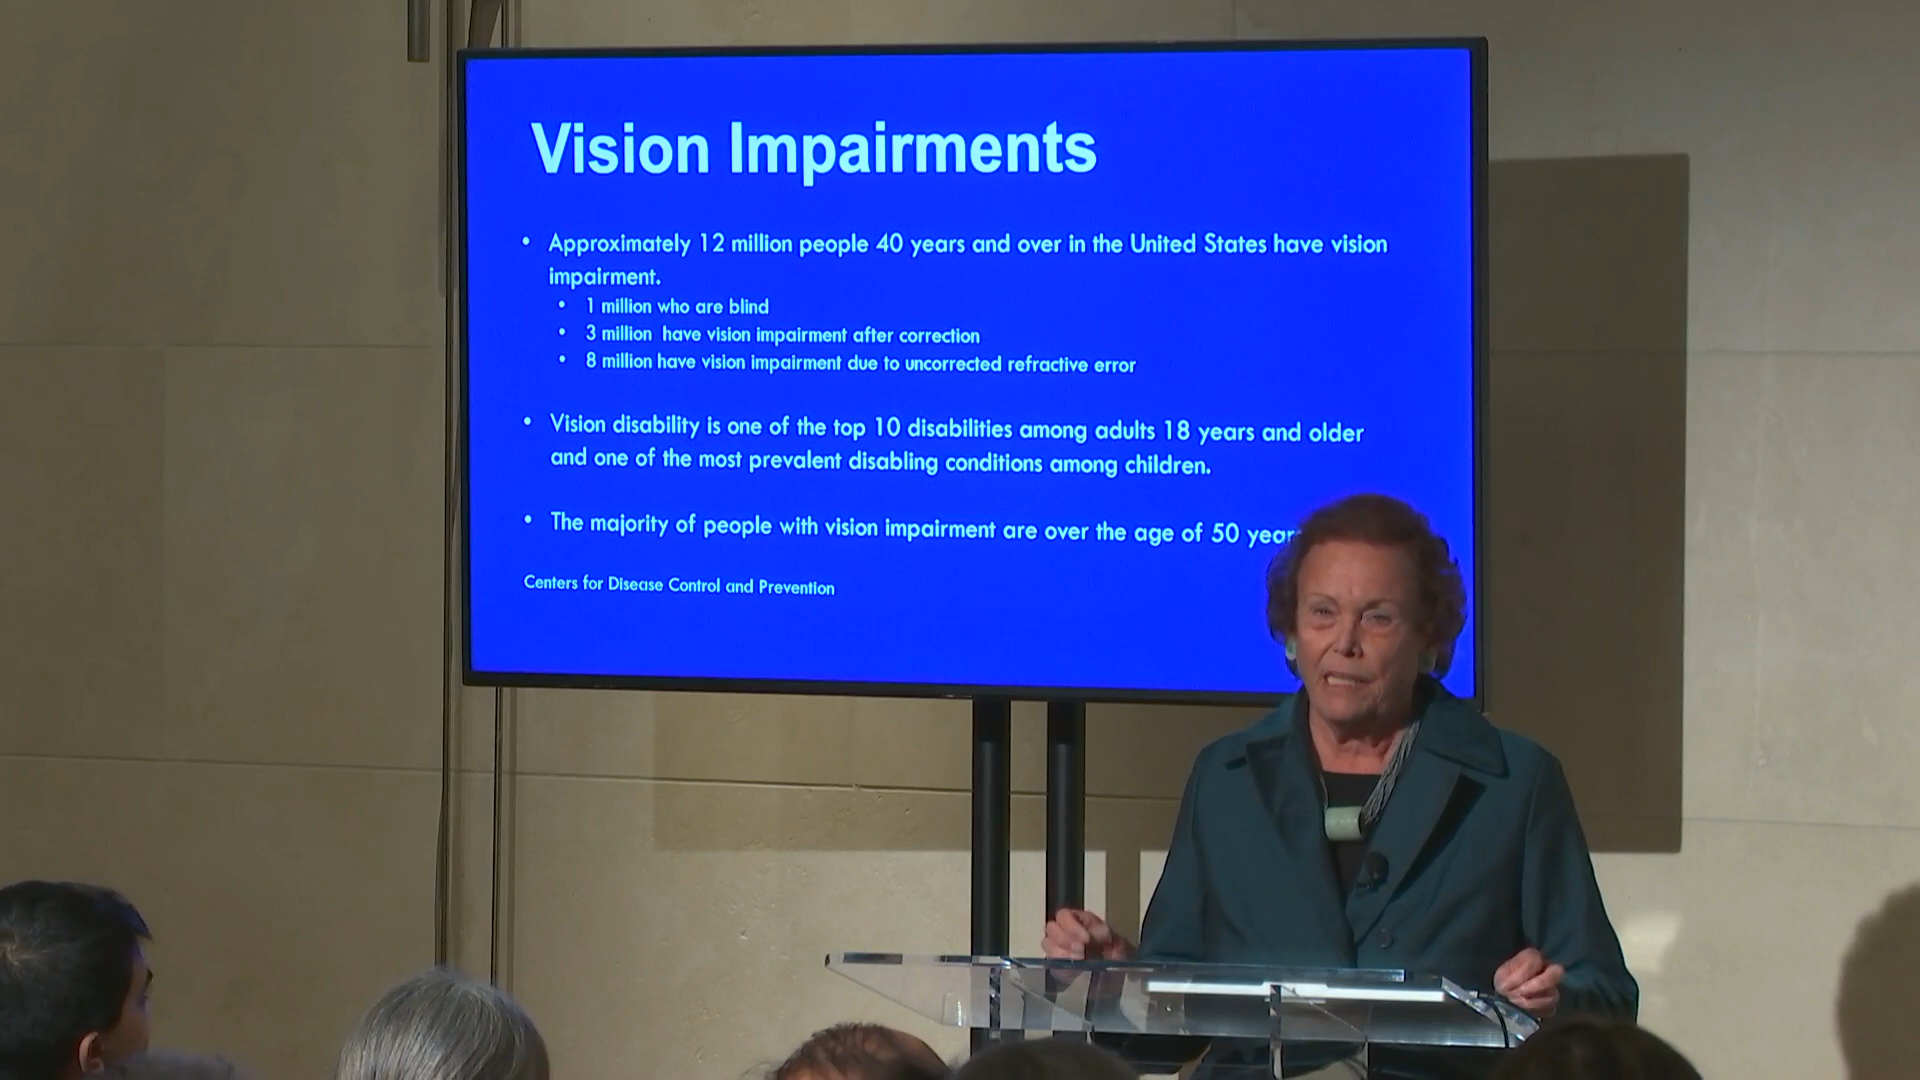 Vision Impairments
• Approximately 12 million people 40 years and over in the United States have vision
impairment.
• 1 million who are blind
• 3 million have vision impairment after correction
• 8 million have vision impairment due to uncorrected refractive error
• Vision disability is one of the top 10 disabilities among adults 18 years and older
and one of the most prevalent disabling conditions among children.
• The majority of people with vision impairment are over the age of 50
Centers for Disease Control and Prevention